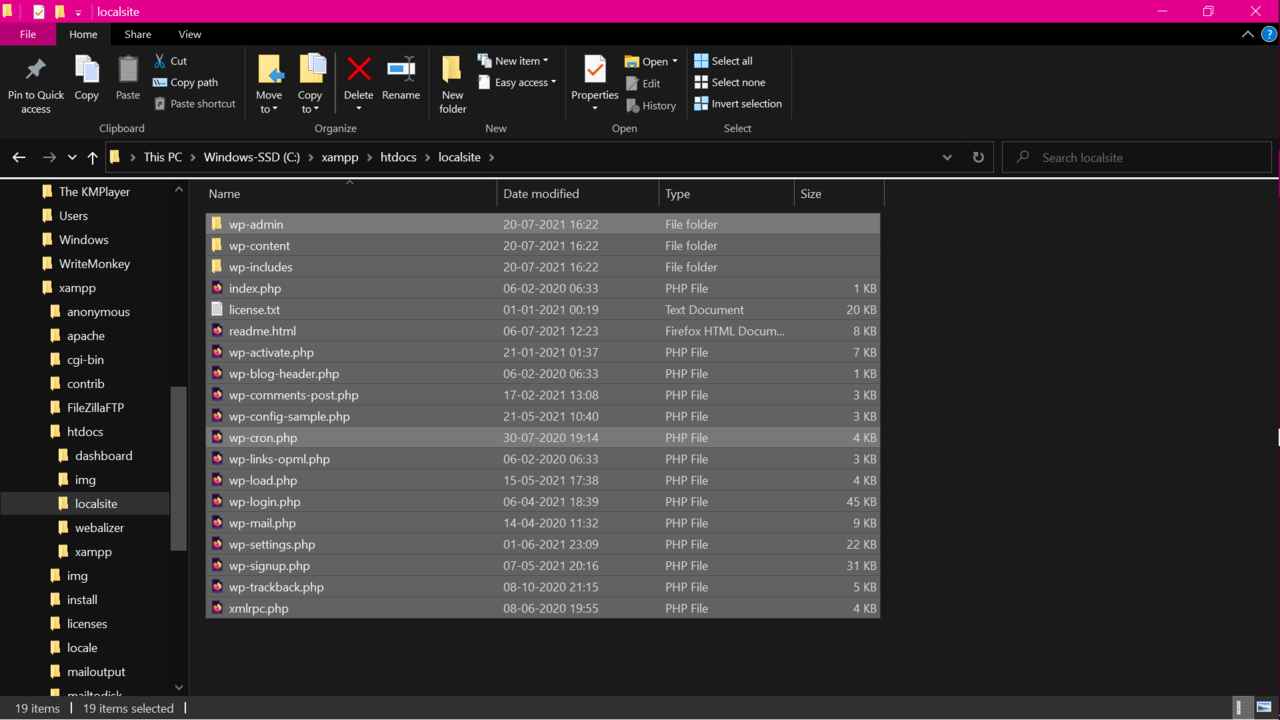 localsite
File Home Share View
Pin to Quick access
Copy
Paste
Cut
Copy path
Paste shortcut
Clipboard
Move to
Copy to
Delete
Rename
Organize
New folder
New item
Easy access
New
Properties
Open
Edit
History
Open
Select all
Select none
Invert selection
Select
This PC > Windows-SSD (C:) > xampp > htdocs > localsite >
Search localsite
The KMPlayer
Users
Windows
WriteMonkey
xampp
anonymous
apache
cgi-bin
contrib
FileZillaFTP
htdocs
dashboard
img
localsite
webalizer
xampp
img
install
licenses
locale
mailoutput
mailtodisk
Name Date modified Type Size
wp-admin 20-07-2021 16:22 File folder
wp-content 20-07-2021 16:22 File folder
wp-includes 20-07-2021 16:22 File folder
index.php 06-02-2020 06:33 PHP File 1 KB
license.txt 01-01-2021 00:19 Text Document 20 KB
readme.html 06-07-2021 12:23 Firefox HTML Docum... 8 KB
wp-activate.php 21-01-2021 01:37 PHP File 7 KB
wp-blog-header.php 06-02-2020 06:33 PHP File 1 KB
wp-comments-post.php 17-02-2021 13:08 PHP File 3 KB
wp-config-sample.php 21-05-2021 10:40 PHP File 3 KB
wp-cron.php 30-07-2020 19:14 PHP File 4 KB
wp-links-opml.php 06-02-2020 06:33 PHP File 3 KB
wp-load.php 15-05-2021 17:38 PHP File 4 KB
wp-login.php 06-04-2021 18:39 PHP File 45 KB
wp-mail.php 14-04-2020 11:32 PHP File 9 KB
wp-settings.php 01-06-2021 23:09 PHP File 22 KB
wp-signup.php 07-05-2021 20:16 PHP File 31 KB
wp-trackback.php 08-10-2020 21:15 PHP File 5 KB
xmlrpc.php 08-06-2020 19:55 PHP File 4 KB
19 items 19 items selected